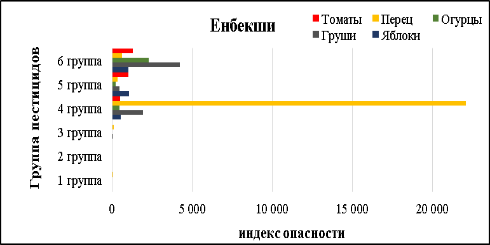 Енбекши
Томаты Перец Огурцы
Груши Яблоки
Группа пестицидов
6 группа
5 группа
4 группа
3 группа
2 группа
1 группа
0 5 000 10 000 15 000 20 000
индекс опасности